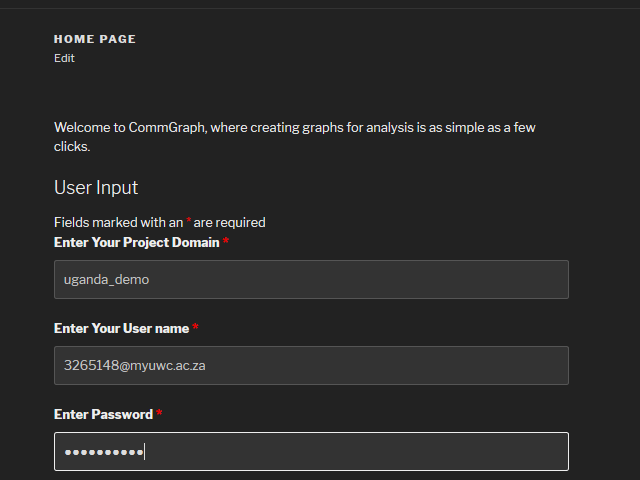 HOME PAGE
Edit
Welcome to CommGraph, where creating graphs for analysis is as simple as a few
clicks.
User Input
Fields marked with an * are required
Enter Your Project Domain *
uganda_demo
Enter Your User name *
3265148@myuwc.ac.za
Enter Password *
●●●●●●●●●●